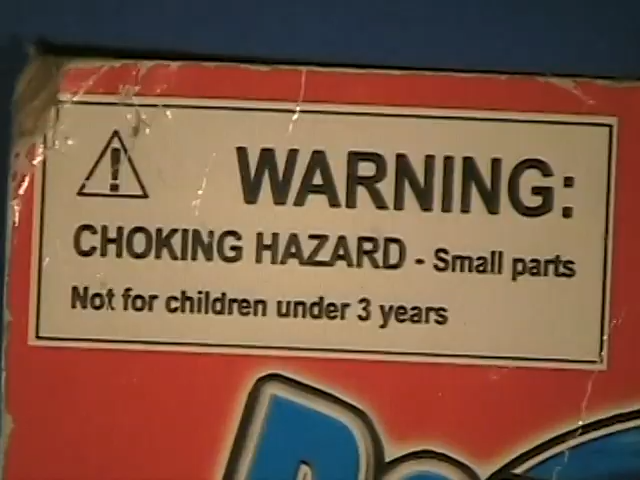 WARNING:
CHOKING HAZARD - Small parts
Not for children under 3 years